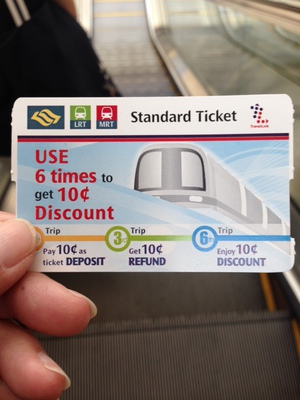 LRT MRT Standard Ticket TransitLink
USE
6 times to
get 10¢
Discount
Trip 3rd Trip 6th Trip
Pay 10¢ as Get 10¢ Enjoy 10¢
ticket DEPOSIT REFUND DISCOUNT